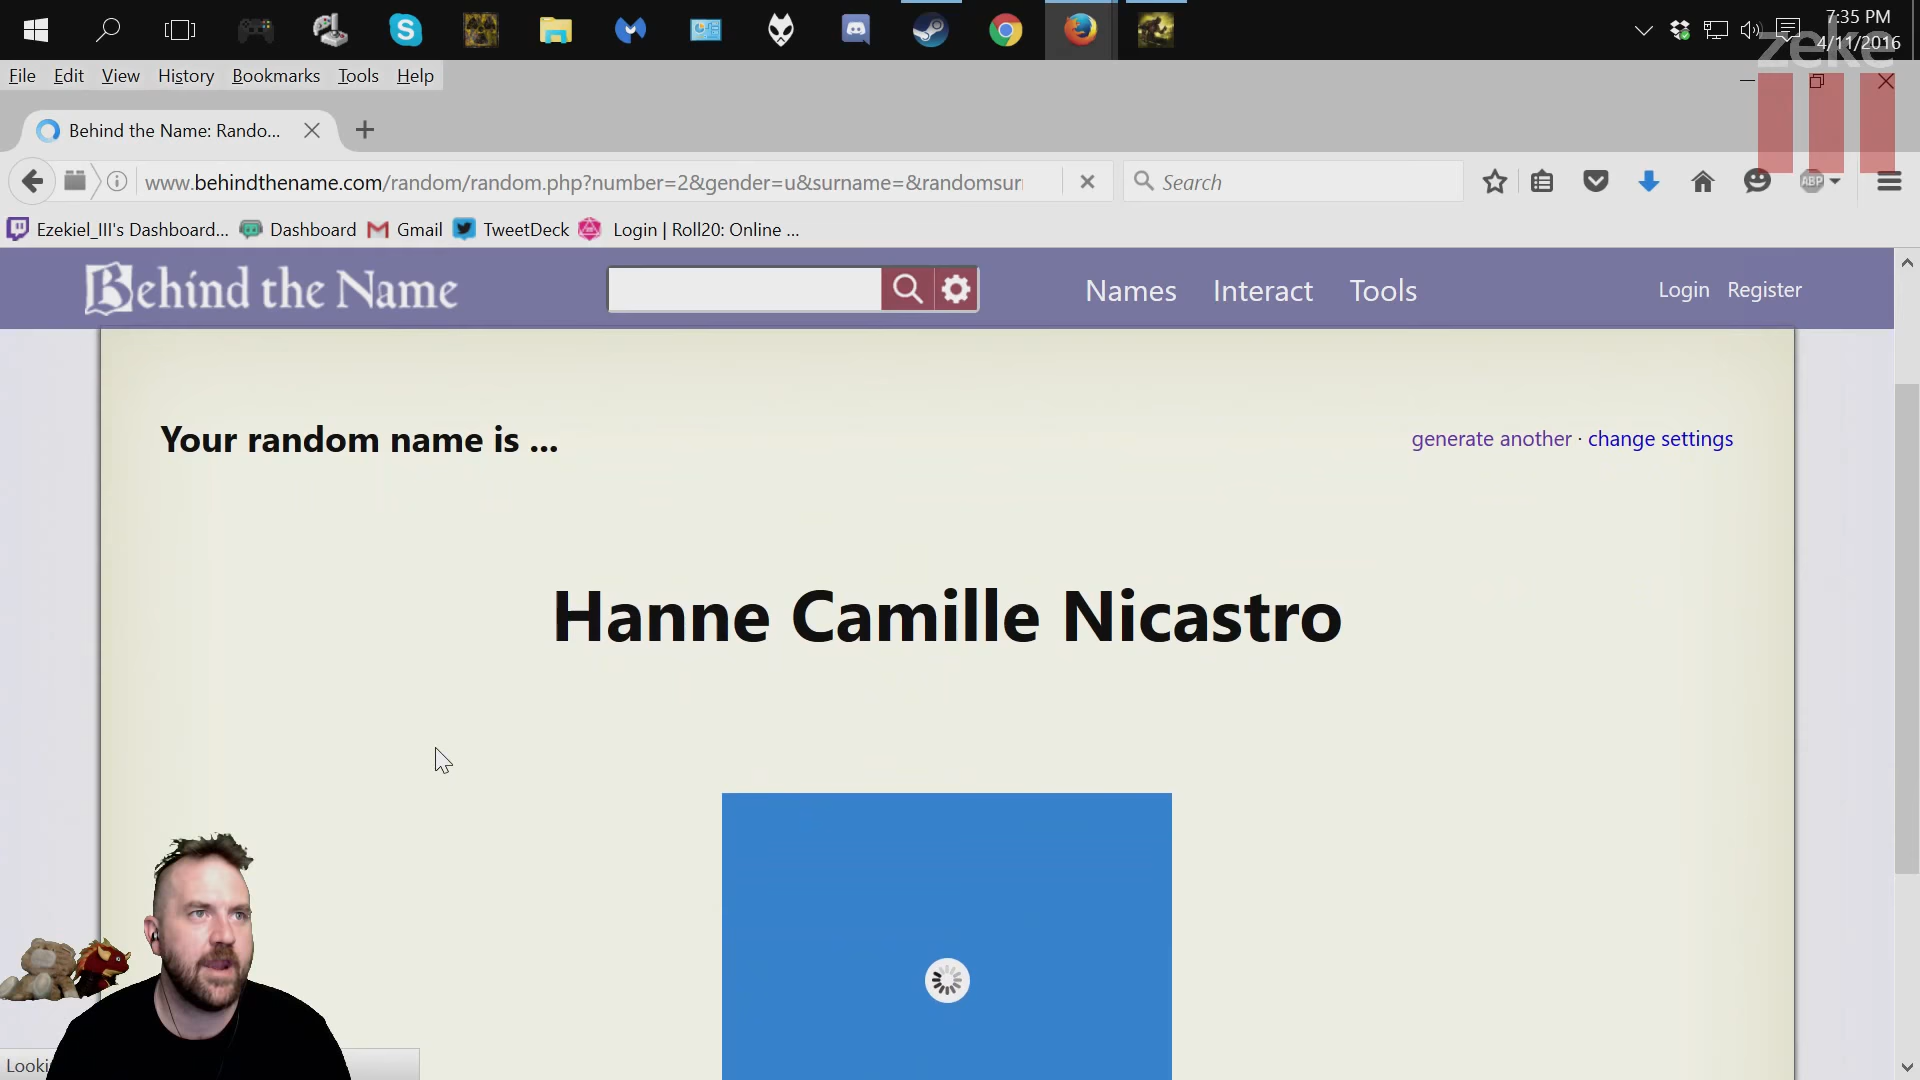 7:35 PM
4/11/2016
zeke
File Edit View History Bookmarks Tools Help
Behind the Name: Rando...
www.behindthename.com/random/random.php?number=2&gender=u&surname=&randomsur
Search
ABP
Ezekiel_III's Dashboard... Dashboard Gmail TweetDeck Login | Roll20: Online ...
Behind the Name Names Interact Tools Login Register
Your random name is ... generate another · change settings
Hanne Camille Nicastro